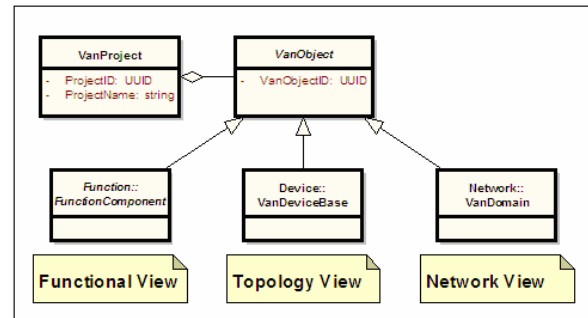 VanProject
- ProjectID: UUID
- ProjectName: string
VanObject
- VanObjectID: UUID
Function::
FunctionComponent
Device::
VanDeviceBase
Network::
VanDomain
Functional View
Topology View
Network View